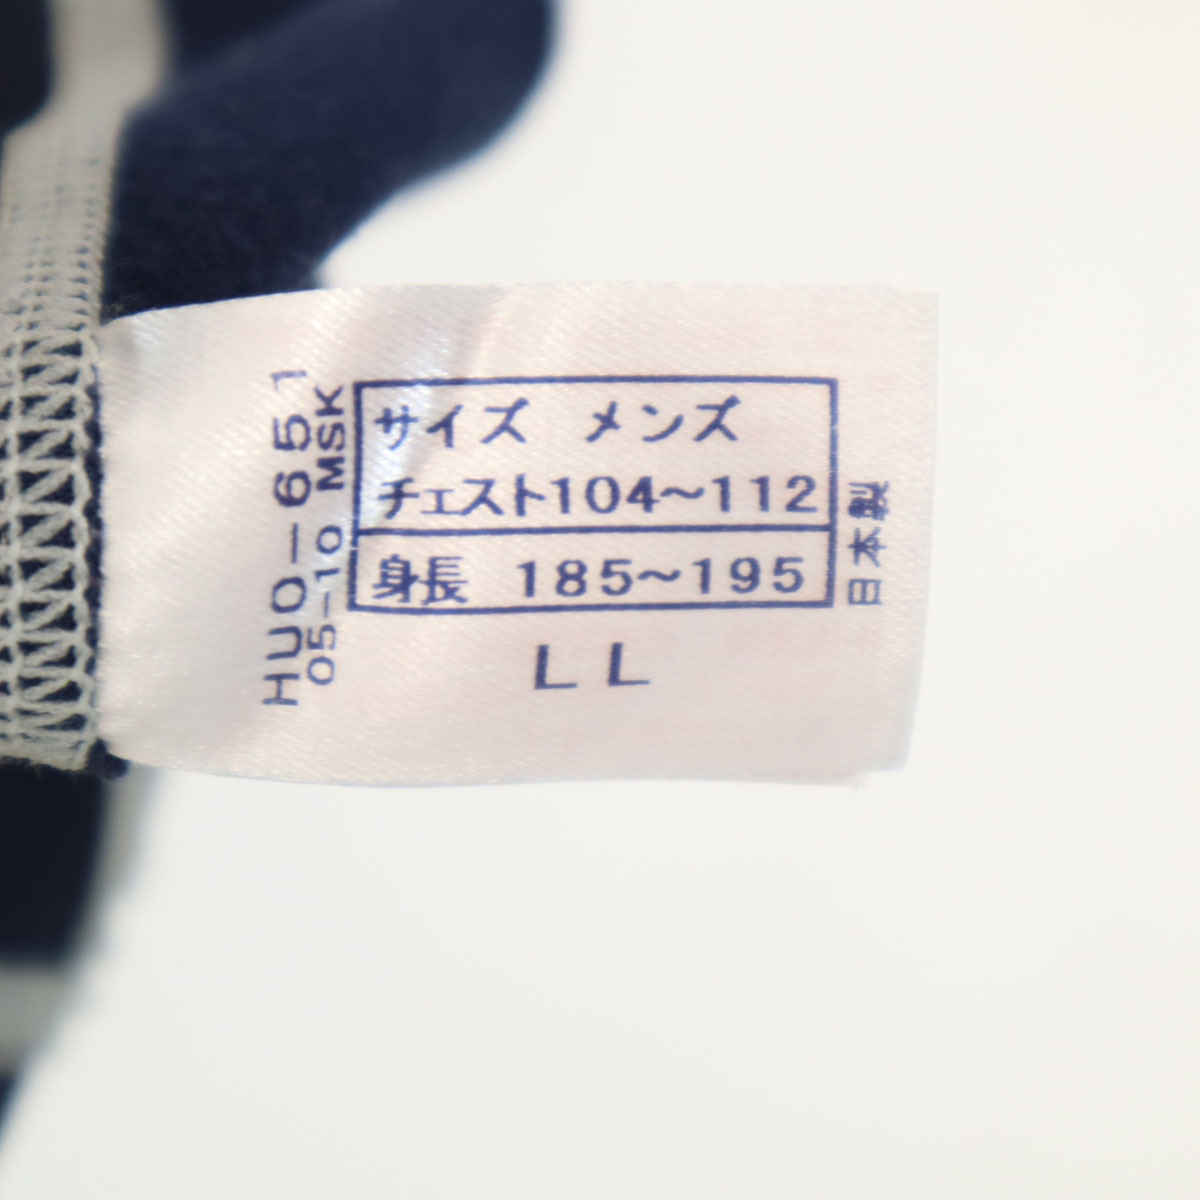 サイズ メンズ
チェスト104～112
身長 185～195
LL
HUO-651
05-10 MSK
日本製